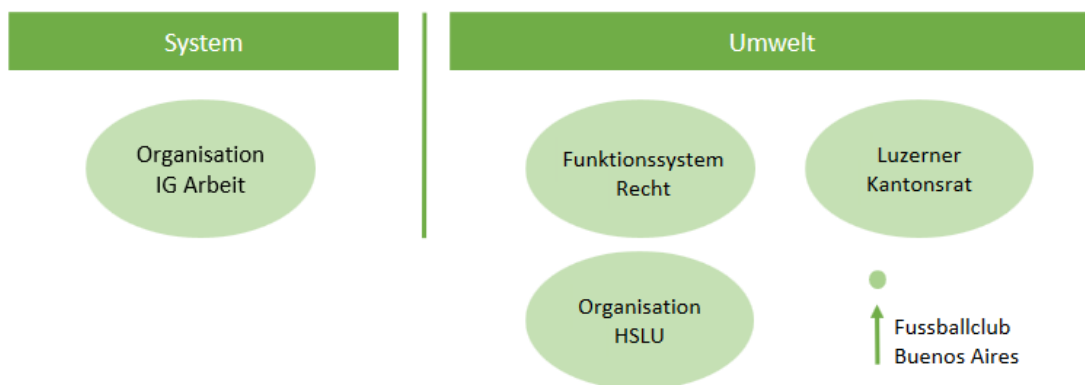 System
Umwelt
Organisation
IG Arbeit
Funktionssystem
Recht
Luzerner
Kantonsrat
Organisation
HSLU
Fussballclub
Buenos Aires